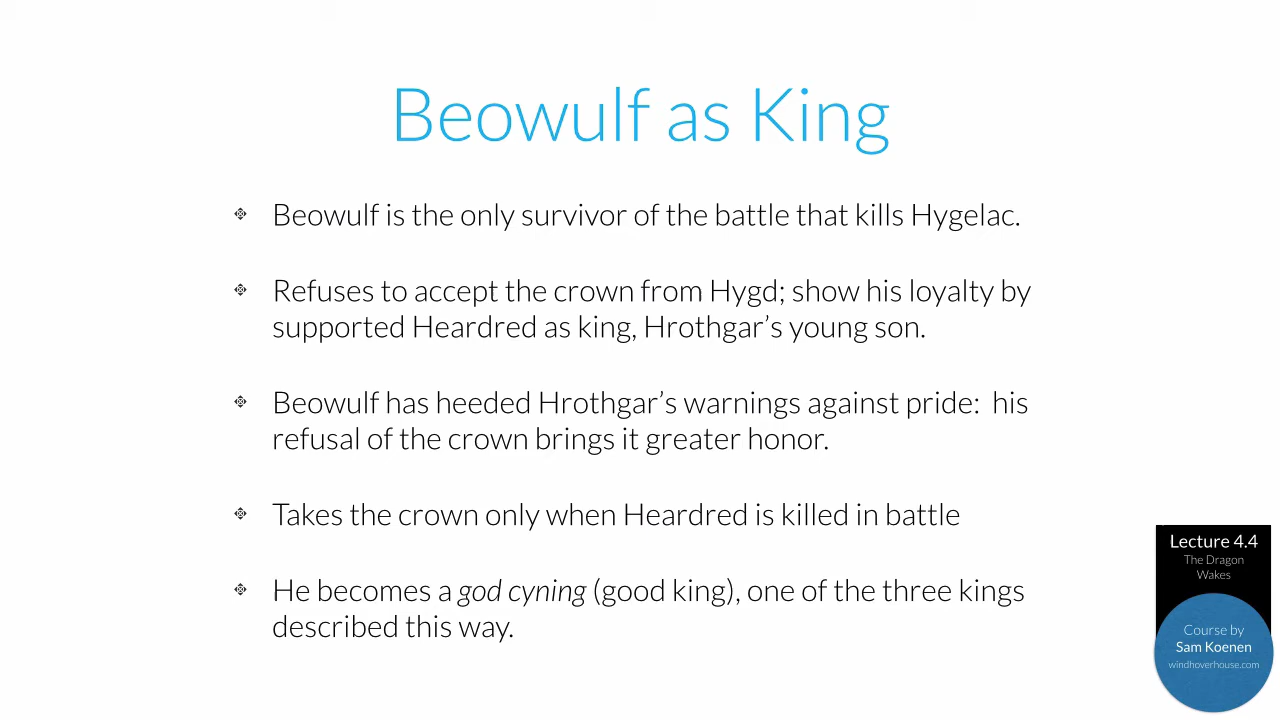 Beowulf as King
Beowulf is the only survivor of the battle that kills Hygelac.
Refuses to accept the crown from Hygd; show his loyalty by
supported Heardred as king, Hrothgar’s young son.
Beowulf has heeded Hrothgar’s warnings against pride:  his
refusal of the crown brings it greater honor.
Takes the crown only when Heardred is killed in battle
He becomes a god cyning (good king), one of the three kings
described this way.
Lecture 4.4
The Dragon
Wakes
Course by
Sam Koenen
windhoverhouse.com